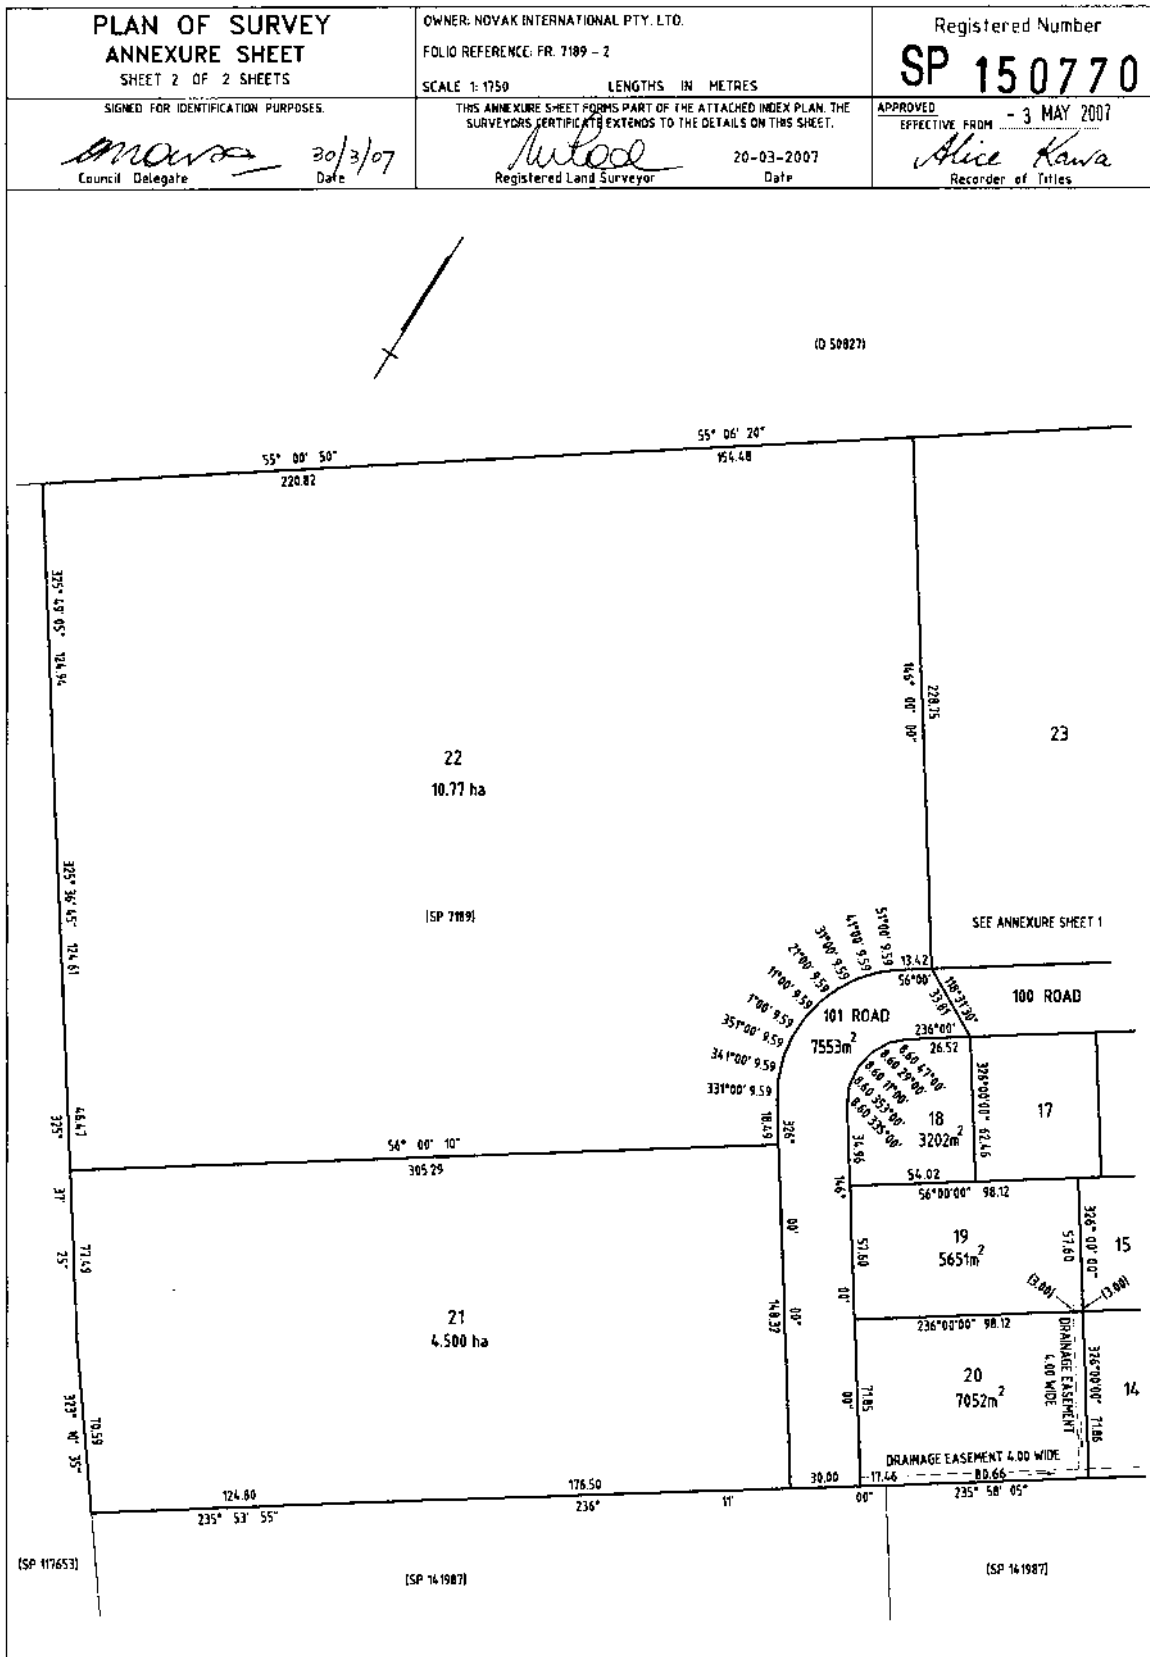 PLAN OF SURVEY
ANNEXURE SHEET
SHEET 2 OF 2 SHEETS
OWNER: NOVAK INTERNATIONAL PTY. LTD.
FOLIO REFERENCE: FR. 7189 - 2
SCALE 1: 1750 LENGTHS IN METRES
Registered Number
SP 150770
SIGNED FOR IDENTIFICATION PURPOSES.
30/3/07
Council Delegate Date
THIS ANNEXURE SHEET FORMS PART OF THE ATTACHED INDEX PLAN. THE
SURVEYORS CERTIFICATE EXTENDS TO THE DETAILS ON THIS SHEET.
20-03-2007
Registered Land Surveyor Date
APPROVED
EFFECTIVE FROM - 3 MAY 2007
Alice Kawa
Recorder of Titles
(D 50827)
55° 06' 20"
154.48
55° 00' 50"
220.82
325° 49' 05" 124.94
146° 00' 00"
228.75
23
22
10.77 ha
325° 36' 45" 124.61
(SP 7189)
SEE ANNEXURE SHEET 1
51°00' 9.59
41°00' 9.59
31°00' 9.59
21°00' 9.59
11°00' 9.59
1°00' 9.59
351°00' 9.59
341°00' 9.59
331°00' 9.59
13.42
56°00'
118°31'30"
33.81
100 ROAD
101 ROAD
7553m²
236°00'
26.52
8.60 47°00'
8.60 29°00'
8.60 11°00'
8.60 353°00'
8.60 335°00'
326°00'00" 62.46
17
18
3202m²
18.49
326° 00' 00"
34.96
46.47
325° 37' 25"
56° 00' 10"
305.29
54.02
56°00'00" 98.12
146° 00' 00"
77.49
57.60
19
5651m²
57.60
326° 00' 00"
15
(3.00)
(3.00)
148.32
236°00'00" 98.12
21
4.500 ha
20
7052m²
71.85
DRAINAGE EASEMENT
4.00 WIDE
326°00'00" 71.86
14
323° 10' 35"
70.59
DRAINAGE EASEMENT 4.00 WIDE
124.80
235° 53' 55"
176.50
236° 11' 00"
30.00
17.46
80.66
235° 58' 05"
(SP 117653)
(SP 141987)
(SP 141987)